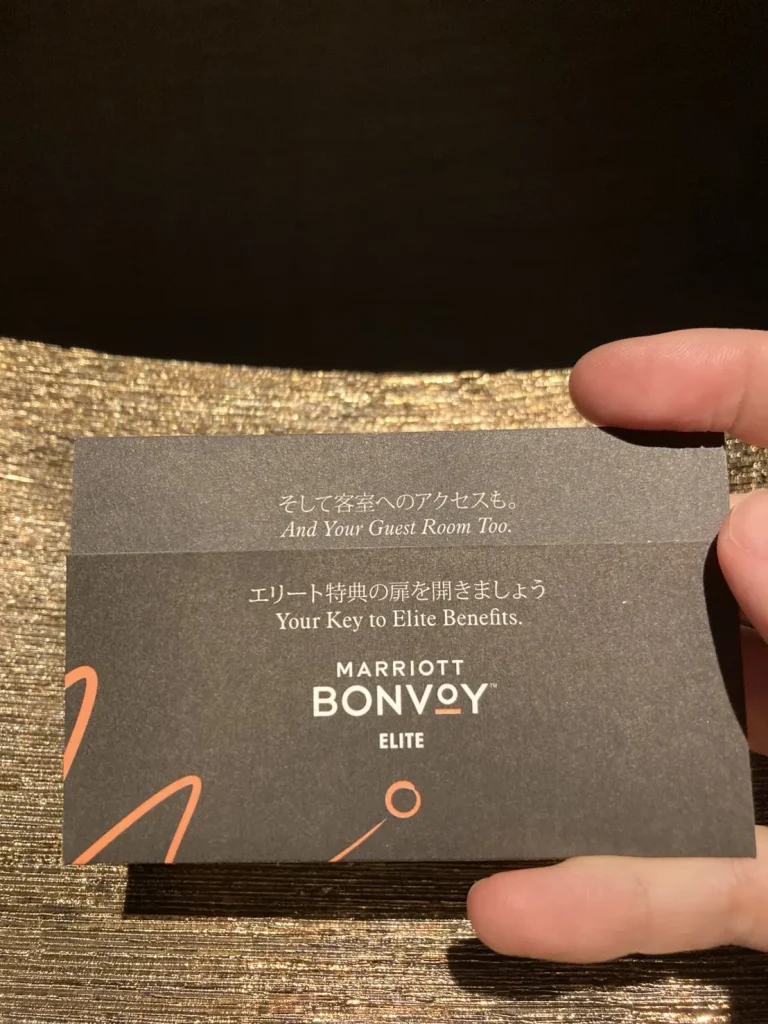 そして客室へのアクセスも。
And Your Guest Room Too.
エリート特典の扉を開きましょう
Your Key to Elite Benefits.
MARRIOTT
BONVOY™
ELITE